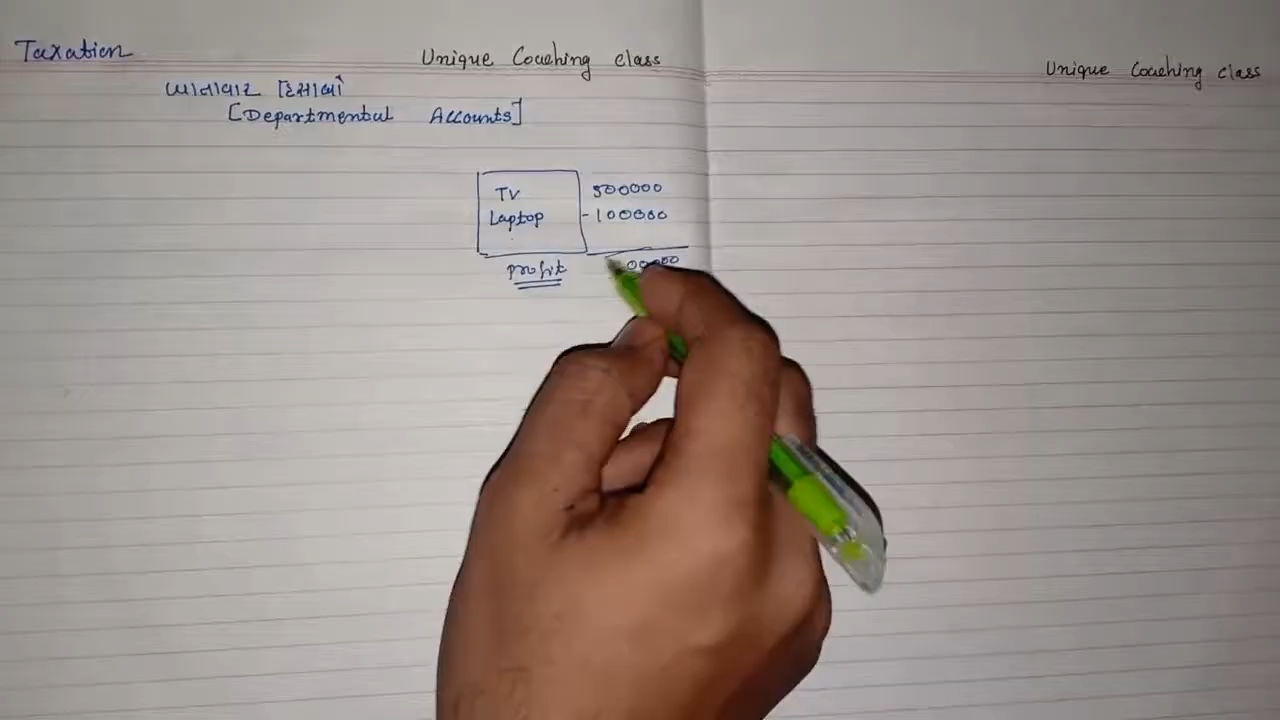 Taxation
Unique Coaching class
Unique Coaching class
ખાતાવાર હિસાબો
[Departmental Accounts]
TV 500000
Laptop -100000
profit